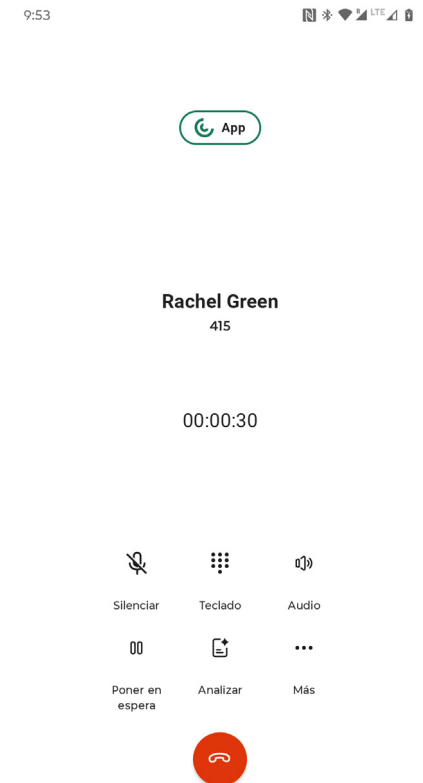 9:53
LTE
App
Rachel Green
415
00:00:30
Silenciar Teclado Audio
Poner en espera Analizar Más